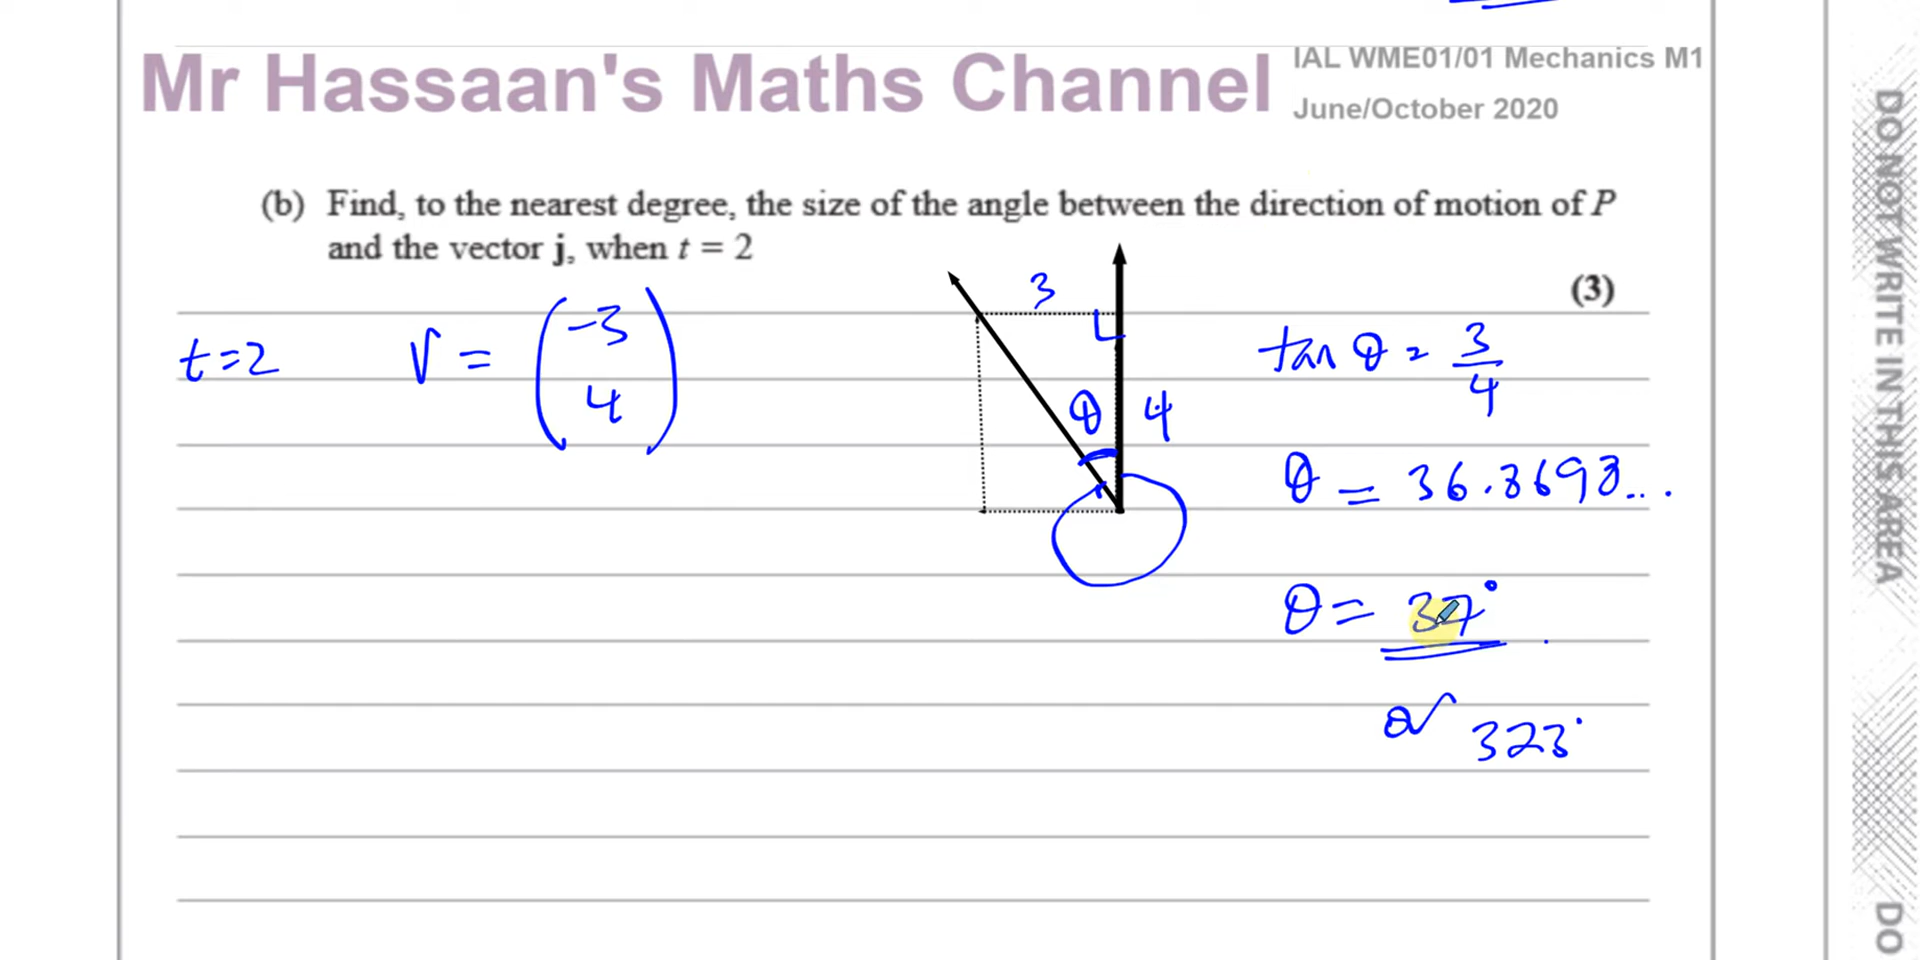 Mr Hassaan's Maths Channel
IAL WME01/01 Mechanics M1
June/October 2020
(b) Find, to the nearest degree, the size of the angle between the direction of motion of P
and the vector j, when t = 2
(3)
t=2 V = (-3 4)
3
θ 4
tan θ = 3/4
θ = 36.8698...
θ = 37°
or 323°
DO NOT WRITE IN THIS AREA
DO